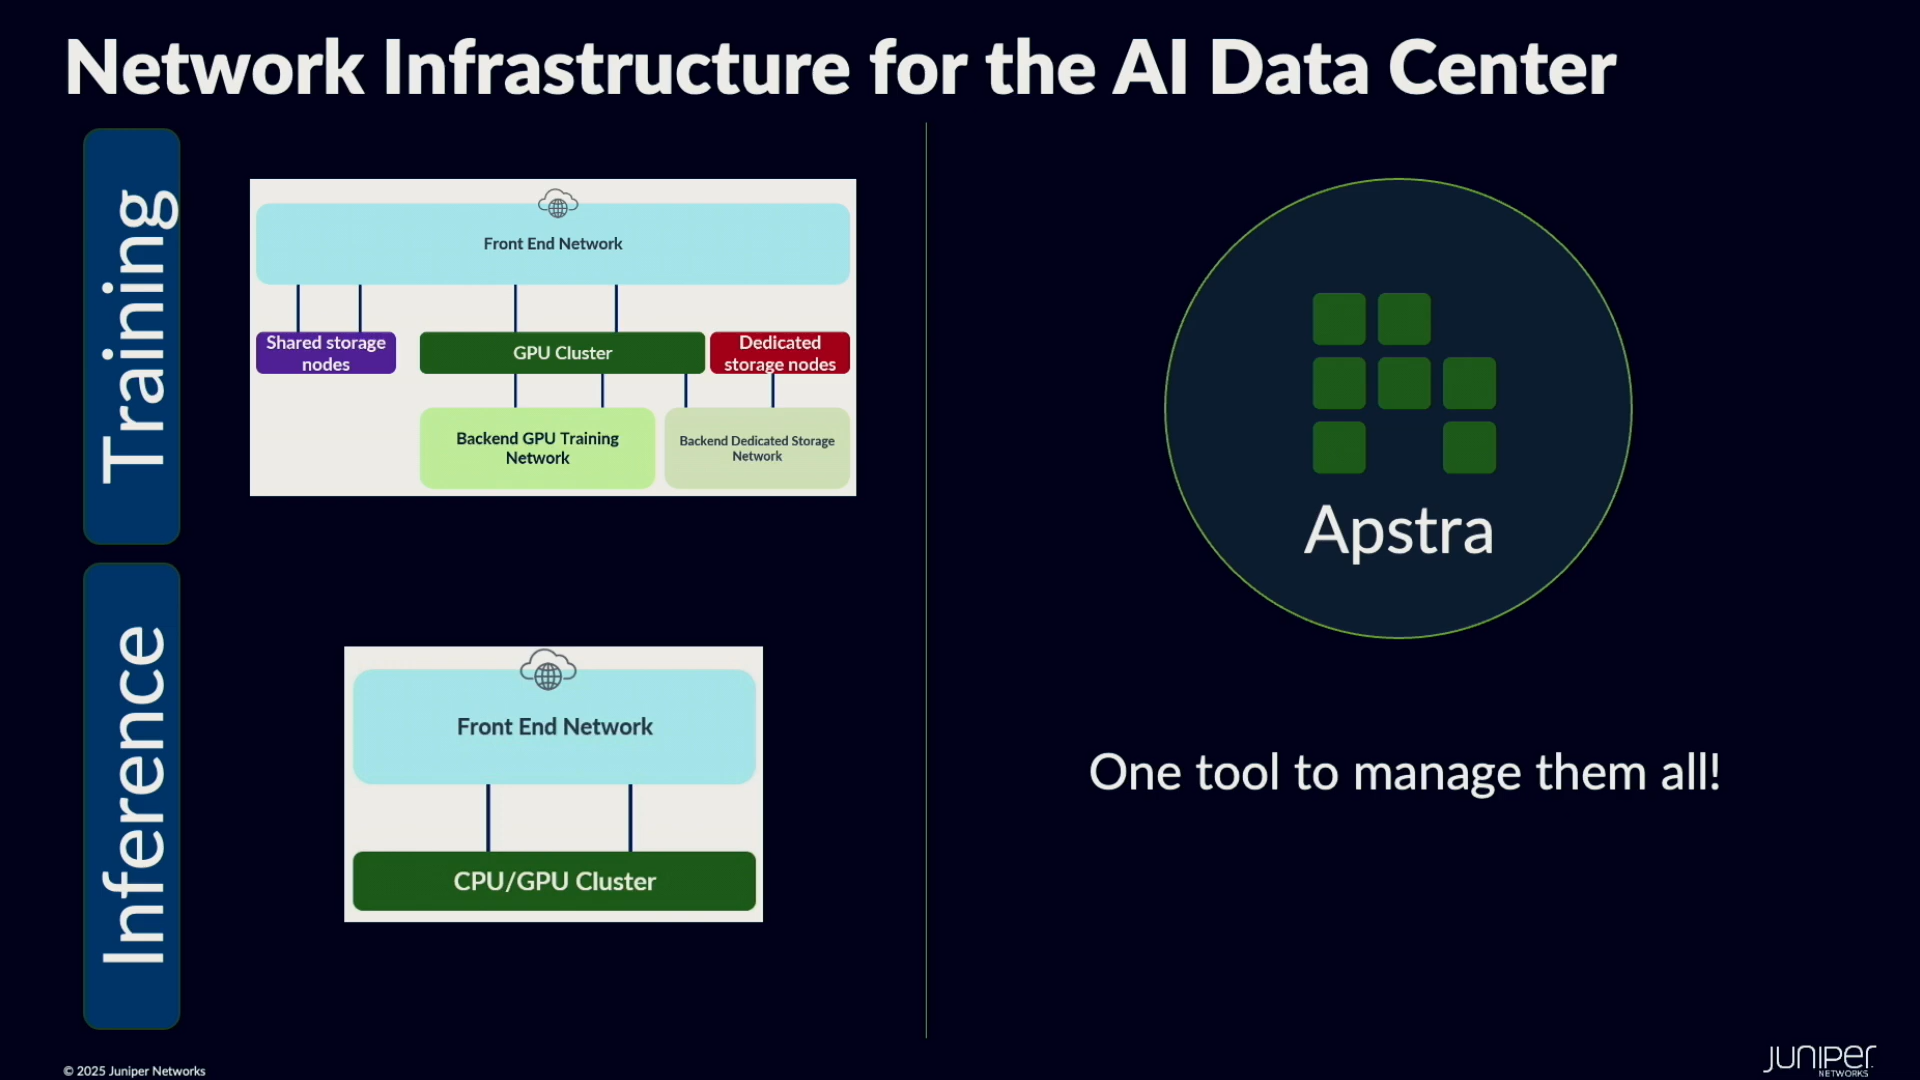 Network Infrastructure for the AI Data Center
Training
Front End Network
Shared storage
nodes
GPU Cluster
Dedicated
storage nodes
Backend GPU Training
Network
Backend Dedicated Storage
Network
Inference
Front End Network
CPU/GPU Cluster
Apstra
One tool to manage them all!
© 2025 Juniper Networks
JUNIPER
NETWORKS